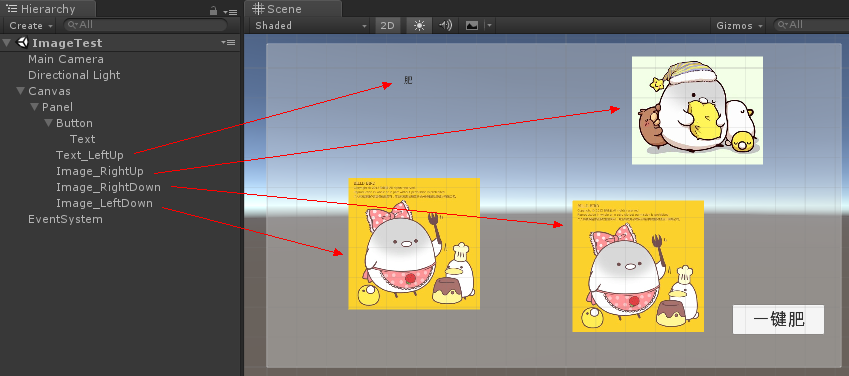 Hierarchy
Create
All
ImageTest
Main Camera
Directional Light
Canvas
Panel
Button
Text
Text_LeftUp
Image_RightUp
Image_RightDown
Image_LeftDown
EventSystem
Scene
Shaded
2D
Gizmos
All
肥
一键肥